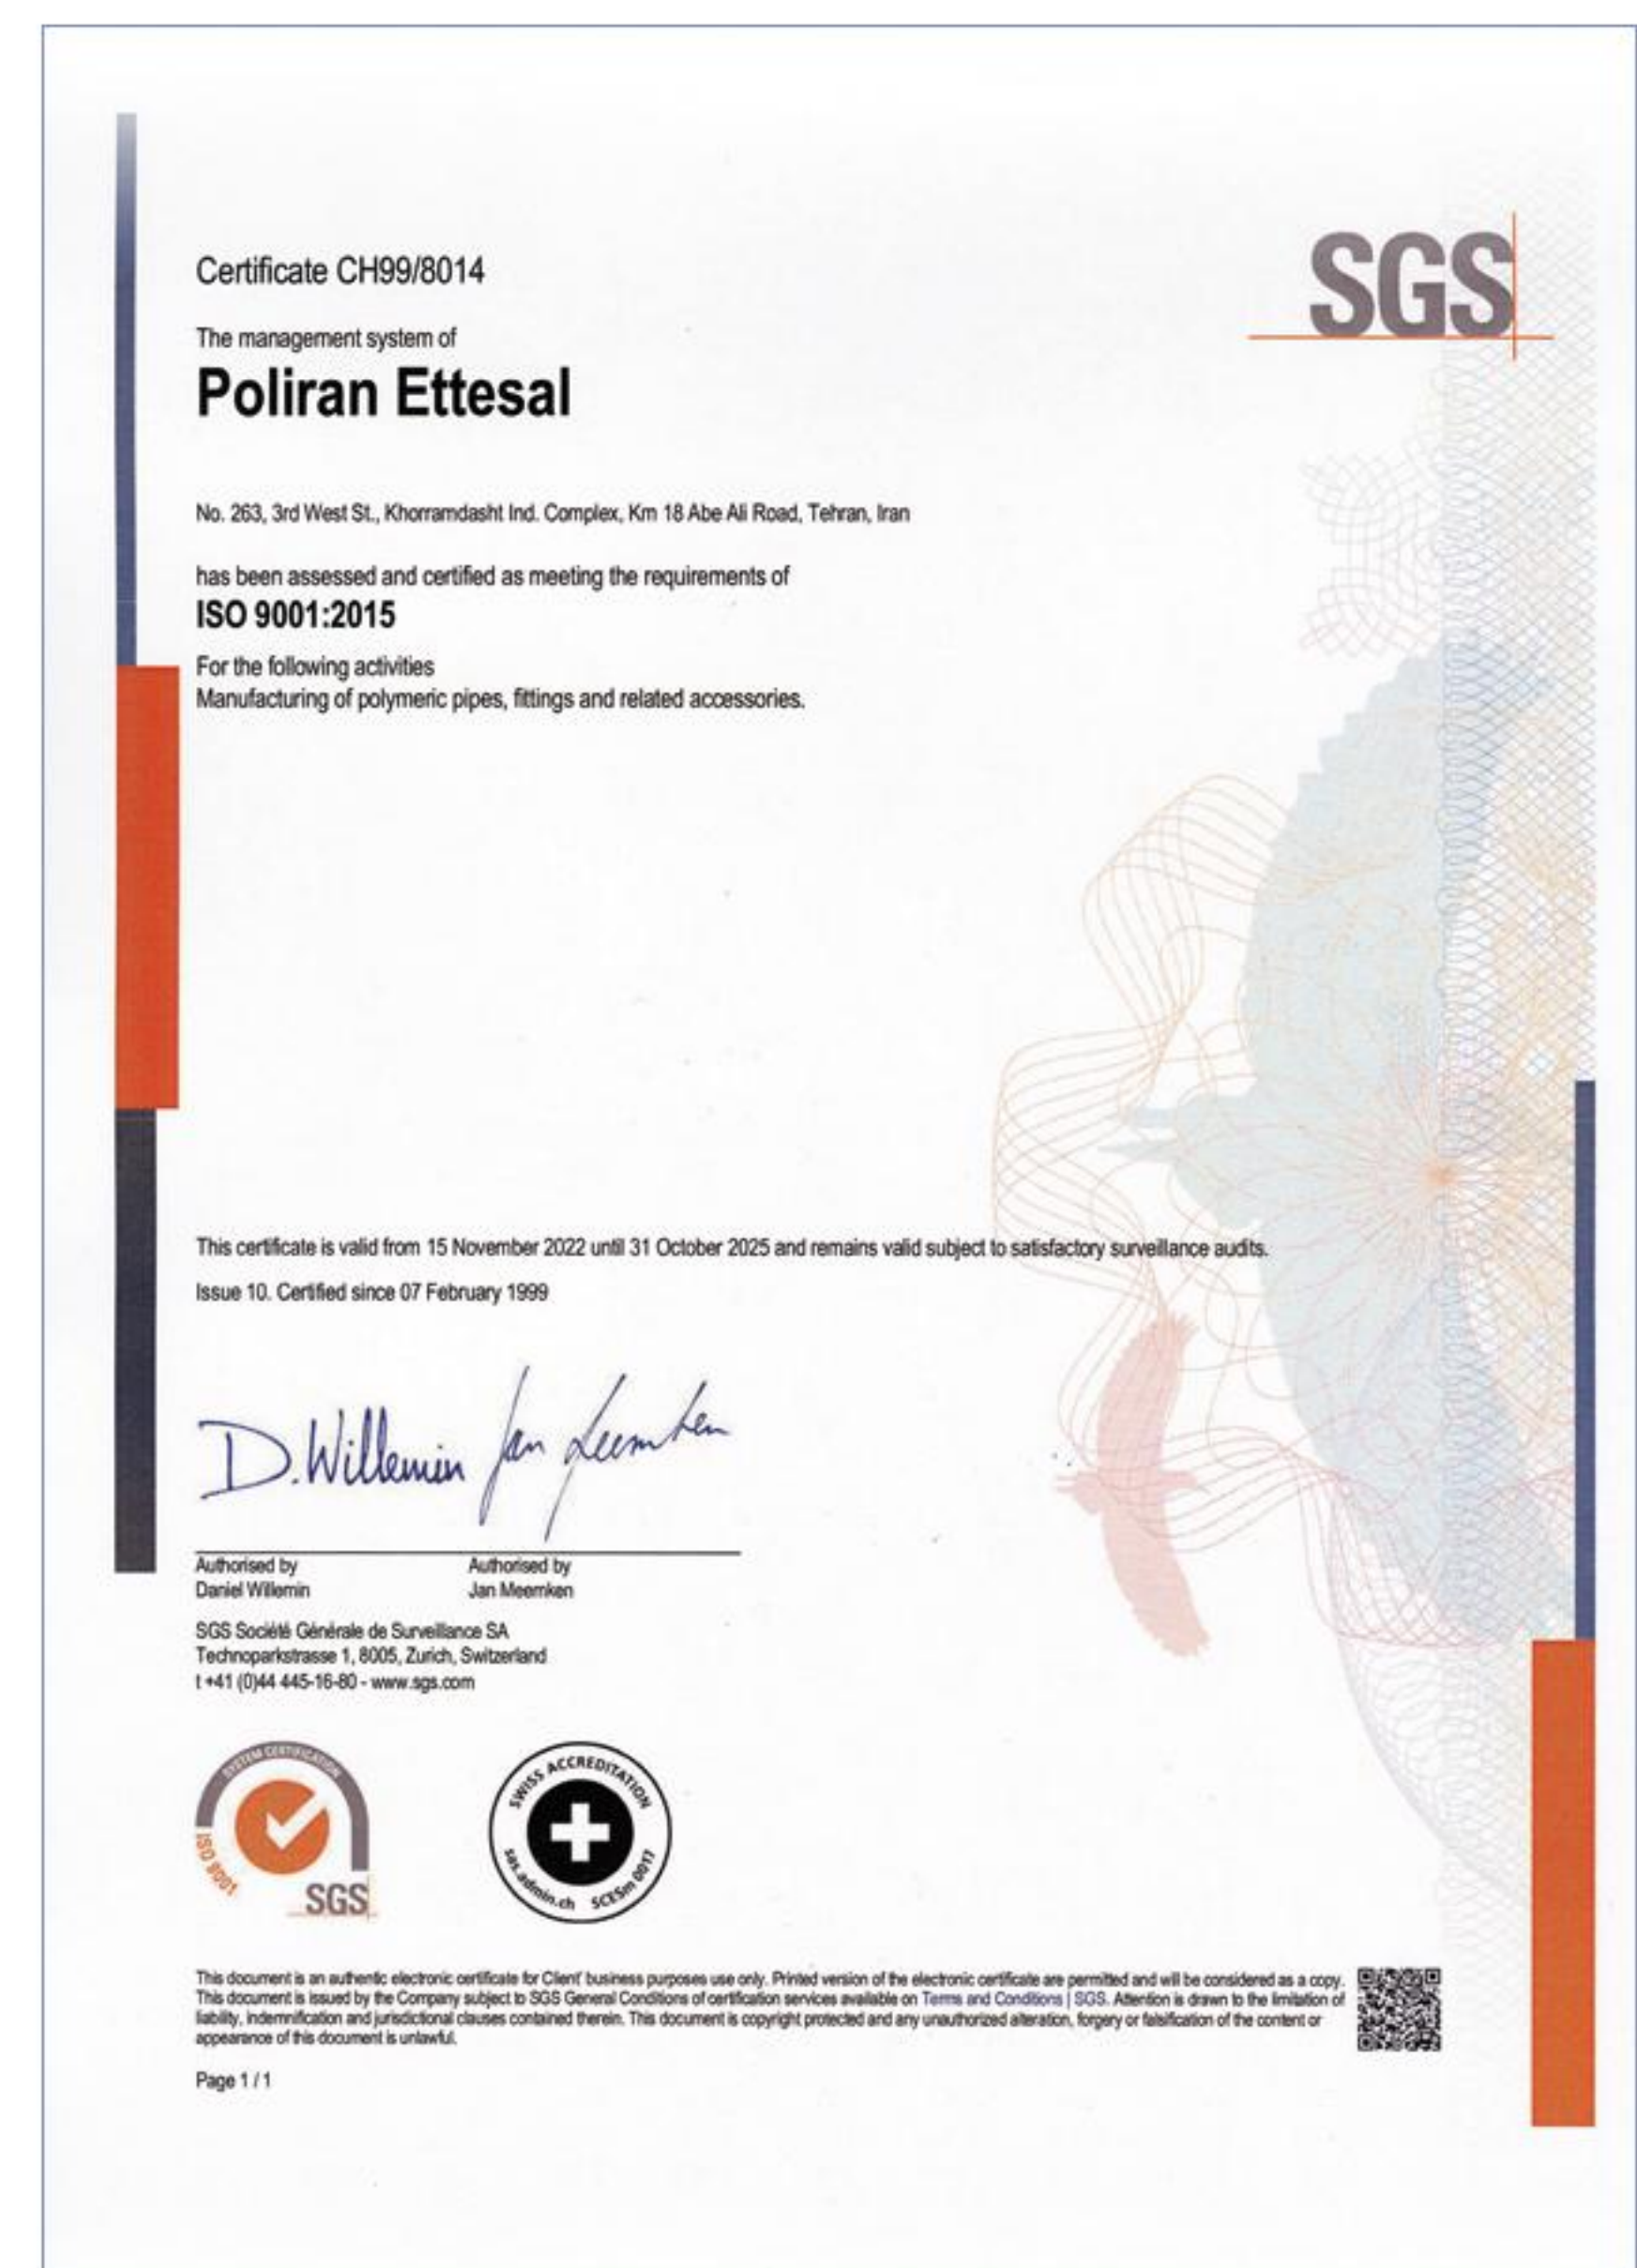 SGS
Certificate CH99/8014
The management system of
Poliran Ettesal
No. 263, 3rd West St., Khorramdasht Ind. Complex, Km 18 Abe Ali Road, Tehran, Iran
has been assessed and certified as meeting the requirements of
ISO 9001:2015
For the following activities
Manufacturing of polymeric pipes, fittings and related accessories.
This certificate is valid from 15 November 2022 until 31 October 2025 and remains valid subject to satisfactory surveillance audits.
Issue 10. Certified since 07 February 1999
D. Willemin Jan Meemken
Authorised by Authorised by
Daniel Willemin Jan Meemken
SGS Société Générale de Surveillance SA
Technoparkstrasse 1, 8005, Zurich, Switzerland
t +41 (0)44 445-16-80 - www.sgs.com
SYSTEM CERTIFICATION
ISO 9001
SGS
SWISS ACCREDITATION
sas.admin.ch SCESm 0017
This document is an authentic electronic certificate for Client' business purposes use only. Printed version of the electronic certificate are permitted and will be considered as a copy.
This document is issued by the Company subject to SGS General Conditions of certification services available on Terms and Conditions | SGS. Attention is drawn to the limitation of
liability, indemnification and jurisdictional clauses contained therein. This document is copyright protected and any unauthorized alteration, forgery or falsification of the content or
appearance of this document is unlawful.
Page 1 / 1